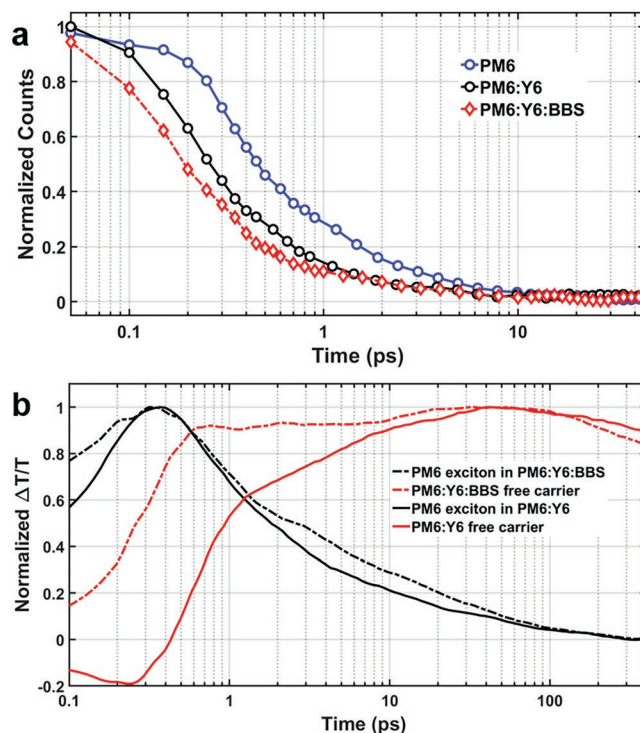 a
Normalized Counts
1
0.8
0.6
0.4
0.2
0
PM6
PM6:Y6
PM6:Y6:BBS
0.1
1
10
Time (ps)
b
Normalized ΔT/T
1
0.8
0.6
0.4
0.2
0
-0.2
PM6 exciton in PM6:Y6:BBS
PM6:Y6:BBS free carrier
PM6 exciton in PM6:Y6
PM6:Y6 free carrier
0.1
1
10
100
Time (ps)